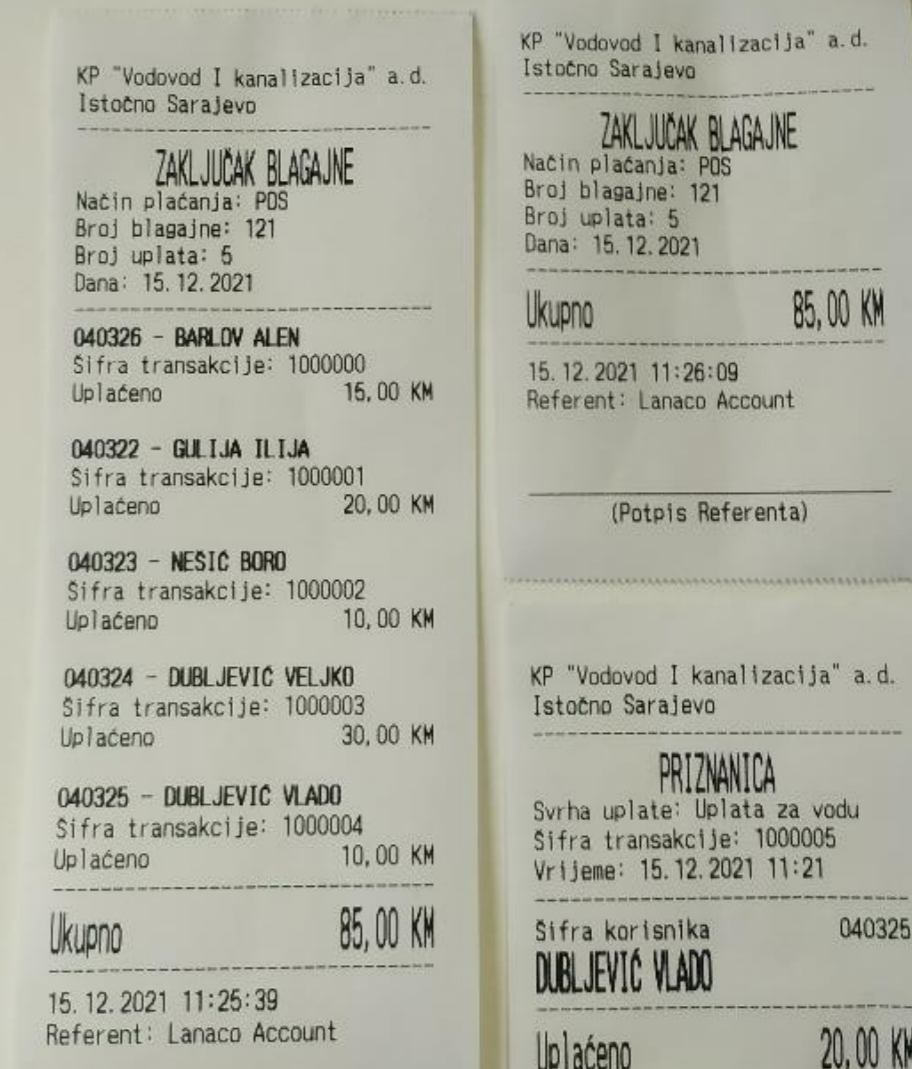 KP "Vodovod I kanalizacija" a.d.
Istočno Sarajevo
ZAKLJUČAK BLAGAJNE
Način plaćanja: POS
Broj blagajne: 121
Broj uplata: 5
Dana: 15.12.2021
040326 - BARLOV ALEN
Šifra transakcije: 1000000
Uplaćeno 15,00 KM
040322 - GULIJA ILIJA
Šifra transakcije: 1000001
Uplaćeno 20,00 KM
040323 - NEŠIĆ BORO
Šifra transakcije: 1000002
Uplaćeno 10,00 KM
040324 - DUBLJEVIĆ VELJKO
Šifra transakcije: 1000003
Uplaćeno 30,00 KM
040325 - DUBLJEVIĆ VLADO
Šifra transakcije: 1000004
Uplaćeno 10,00 KM
Ukupno 85,00 KM
15.12.2021 11:25:39
Referent: Lanaco Account
KP "Vodovod I kanalizacija" a.d.
Istočno Sarajevo
ZAKLJUČAK BLAGAJNE
Način plaćanja: POS
Broj blagajne: 121
Broj uplata: 5
Dana: 15.12.2021
Ukupno 85,00 KM
15.12.2021 11:26:09
Referent: Lanaco Account
(Potpis Referenta)
KP "Vodovod I kanalizacija" a.d.
Istočno Sarajevo
PRIZNANICA
Svrha uplate: Uplata za vodu
Šifra transakcije: 1000005
Vrijeme: 15.12.2021 11:21
Šifra korisnika 040325
DUBLJEVIĆ VLADO
Uplaćeno 20,00 KM